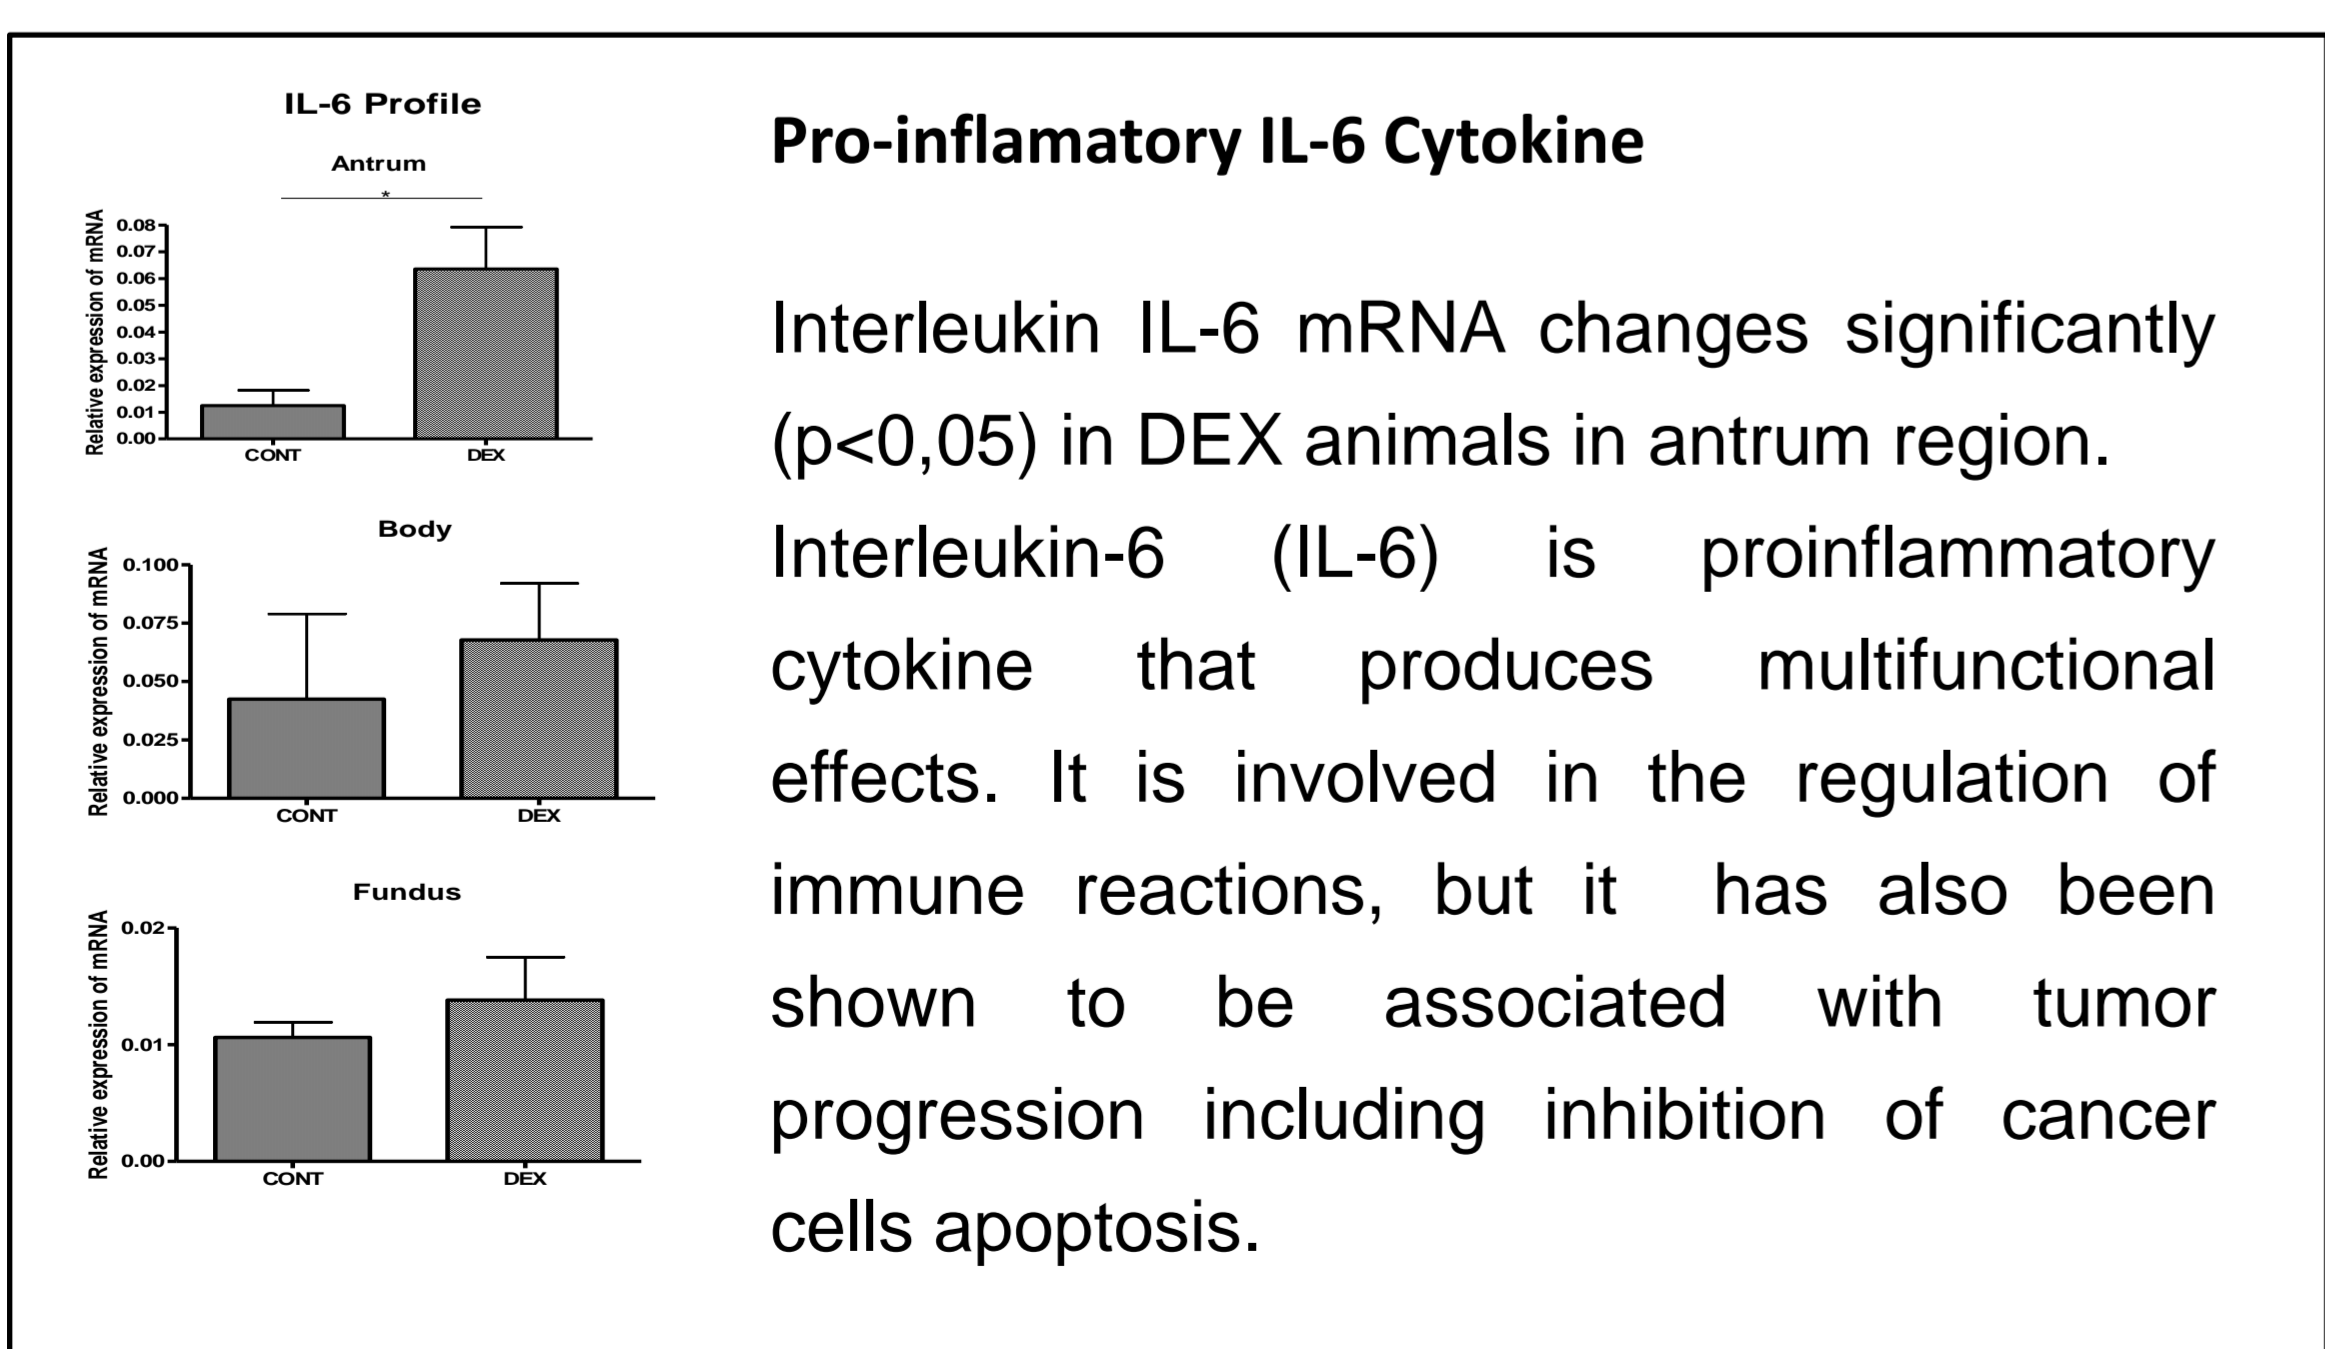 IL-6 Profile
Antrum
*
Relative expression of mRNA
0.08
0.07
0.06
0.05
0.04
0.03
0.02
0.01
0.00
CONT DEX
Body
Relative expression of mRNA
0.100
0.075
0.050
0.025
0.000
CONT DEX
Fundus
Relative expression of mRNA
0.02
0.01
0.00
CONT DEX
Pro-inflamatory IL-6 Cytokine
Interleukin IL-6 mRNA changes significantly
(p<0,05) in DEX animals in antrum region.
Interleukin-6 (IL-6) is proinflammatory
cytokine that produces multifunctional
effects. It is involved in the regulation of
immune reactions, but it has also been
shown to be associated with tumor
progression including inhibition of cancer
cells apoptosis.